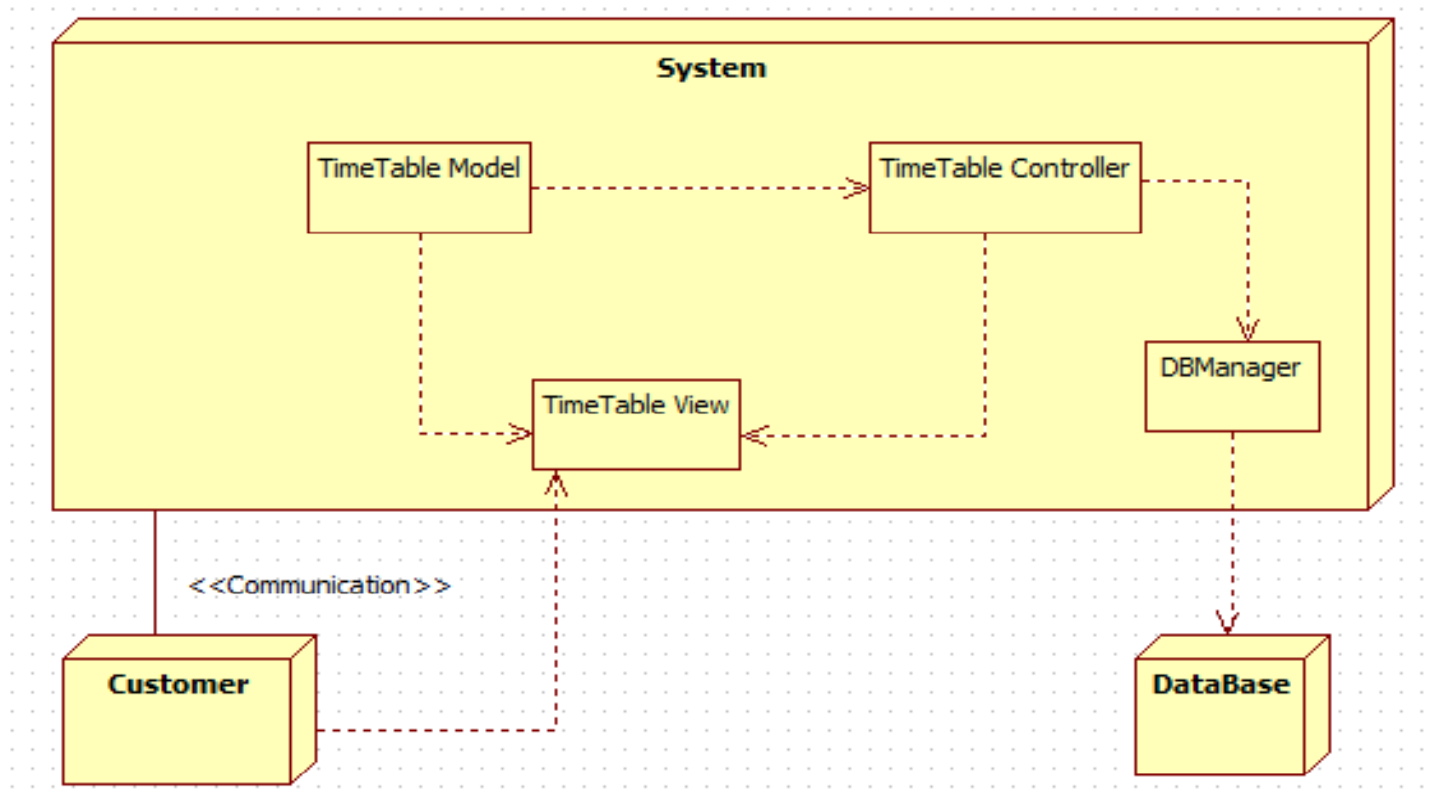 System
TimeTable Model
TimeTable Controller
DBManager
TimeTable View
<<Communication>>
Customer
DataBase